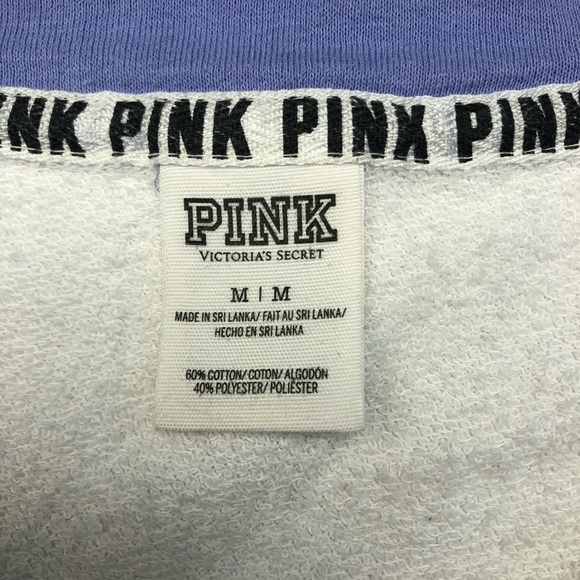 INK PINK PINK PINK
PINK
VICTORIA'S SECRET
M | M
MADE IN SRI LANKA/ FAIT AU SRI LANKA/
HECHO EN SRI LANKA
60% COTTON/ COTON/ ALGODÓN
40% POLYESTER/ POLIÉSTER